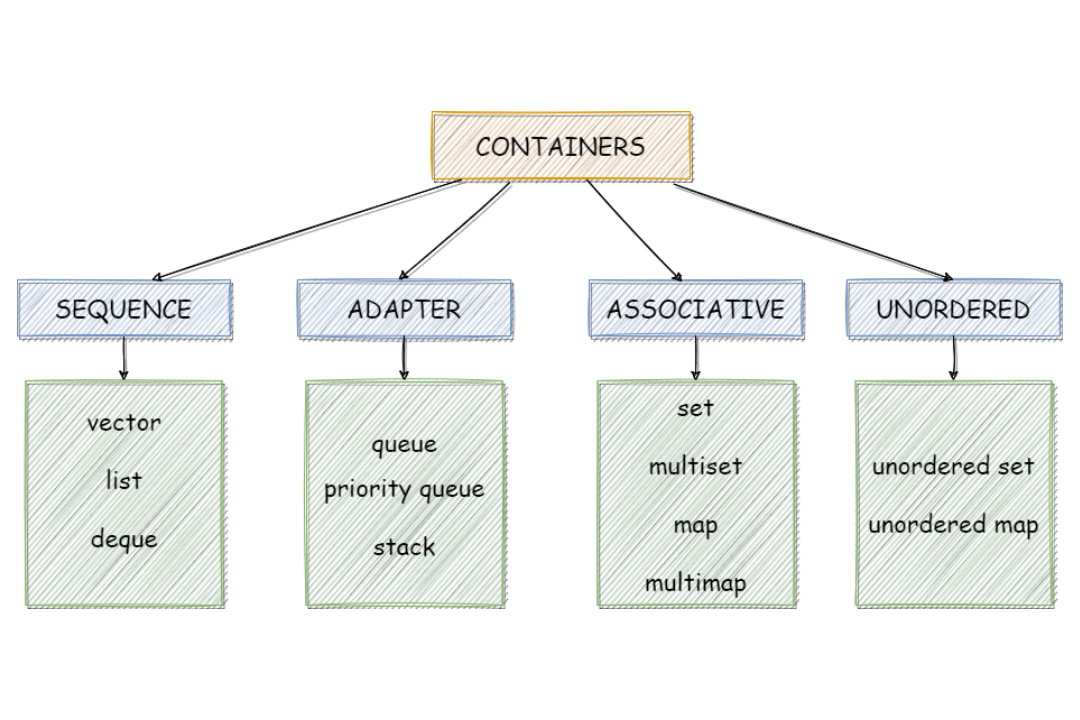 CONTAINERS
SEQUENCE
ADAPTER
ASSOCIATIVE
UNORDERED
vector
list
deque
queue
priority queue
stack
set
multiset
map
multimap
unordered set
unordered map